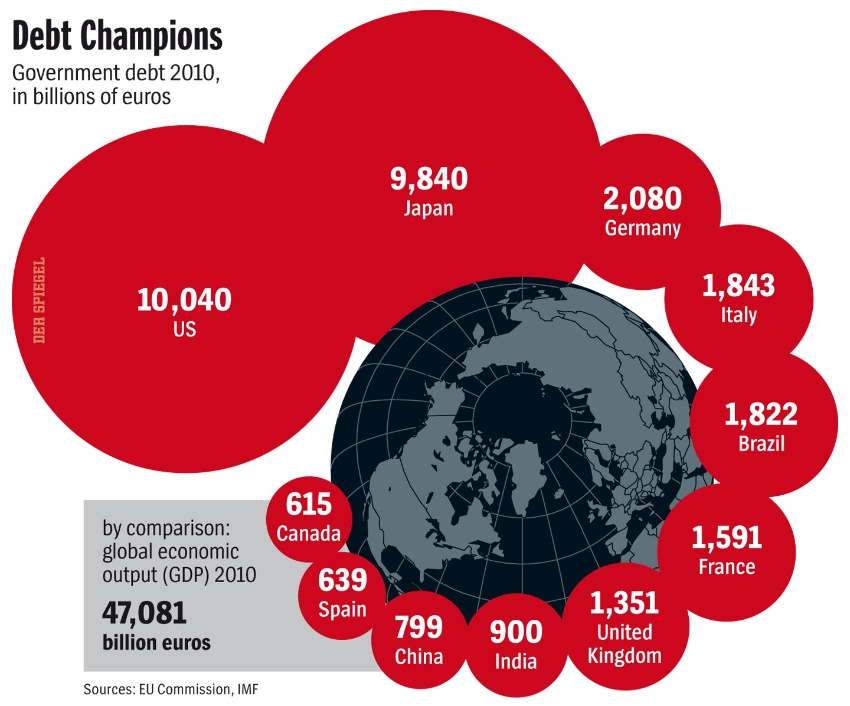 Debt Champions
Government debt 2010,
in billions of euros
9,840
Japan
2,080
Germany
1,843
Italy
10,040
US
DER SPIEGEL
1,822
Brazil
1,591
France
1,351
United
Kingdom
900
India
799
China
639
Spain
615
Canada
by comparison:
global economic
output (GDP) 2010
47,081
billion euros
Sources: EU Commission, IMF